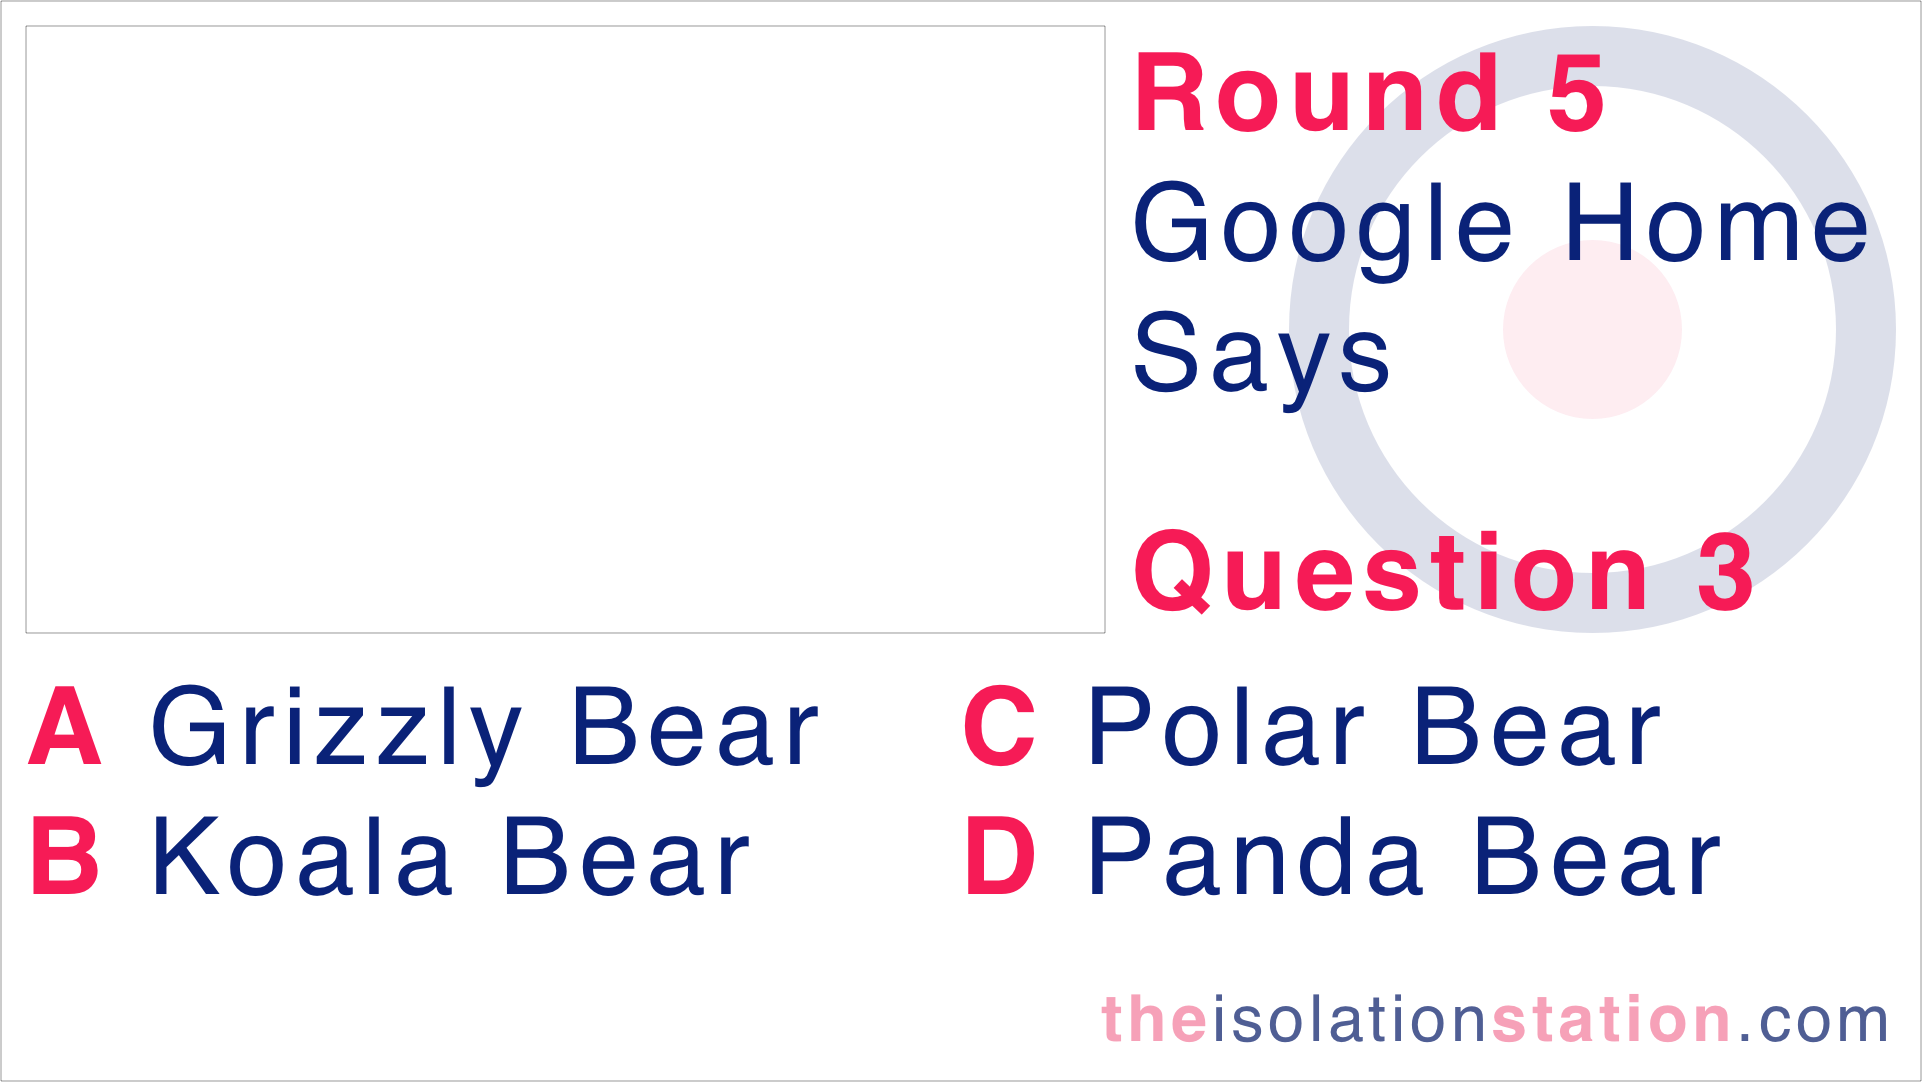 Round 5
Google Home
Says
Question 3
A Grizzly Bear
B Koala Bear
C Polar Bear
D Panda Bear
theisolationstation.com